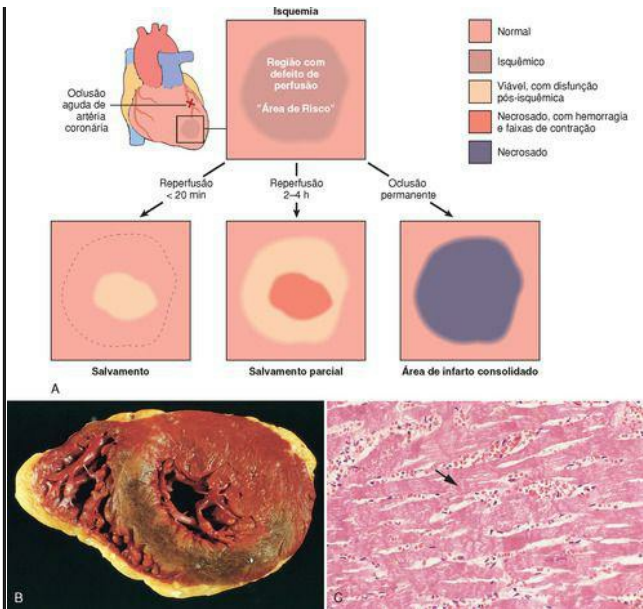 Isquemia
Região com
defeito de
perfusão
"Área de Risco"
Oclusão
aguda de
artéria
coronária
Normal
Isquêmico
Viável, com disfunção
pós-isquêmica
Necrosado, com hemorragia
e faixas de contração
Necrosado
Reperfusão
< 20 min
Reperfusão
2–4 h
Oclusão
permanente
Salvamento
Salvamento parcial
Área de infarto consolidado
A
B
C